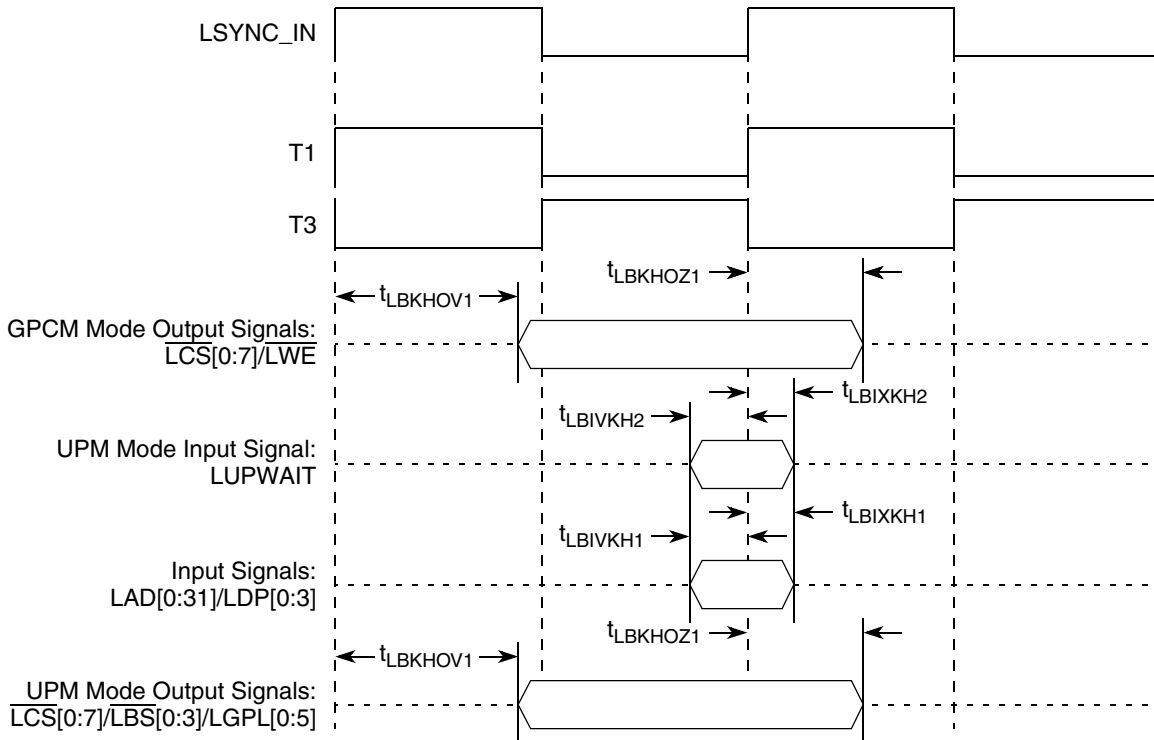 LSYNC_IN
T1
T3
tLBKHOZ1
tLBKHOV1
GPCM Mode Output Signals:
LCS[0:7]/LWE
tLBIXKH2
tLBIVKH2
UPM Mode Input Signal:
LUPWAIT
tLBIXKH1
tLBIVKH1
Input Signals:
LAD[0:31]/LDP[0:3]
tLBKHOZ1
tLBKHOV1
UPM Mode Output Signals:
LCS[0:7]/LBS[0:3]/LGPL[0:5]